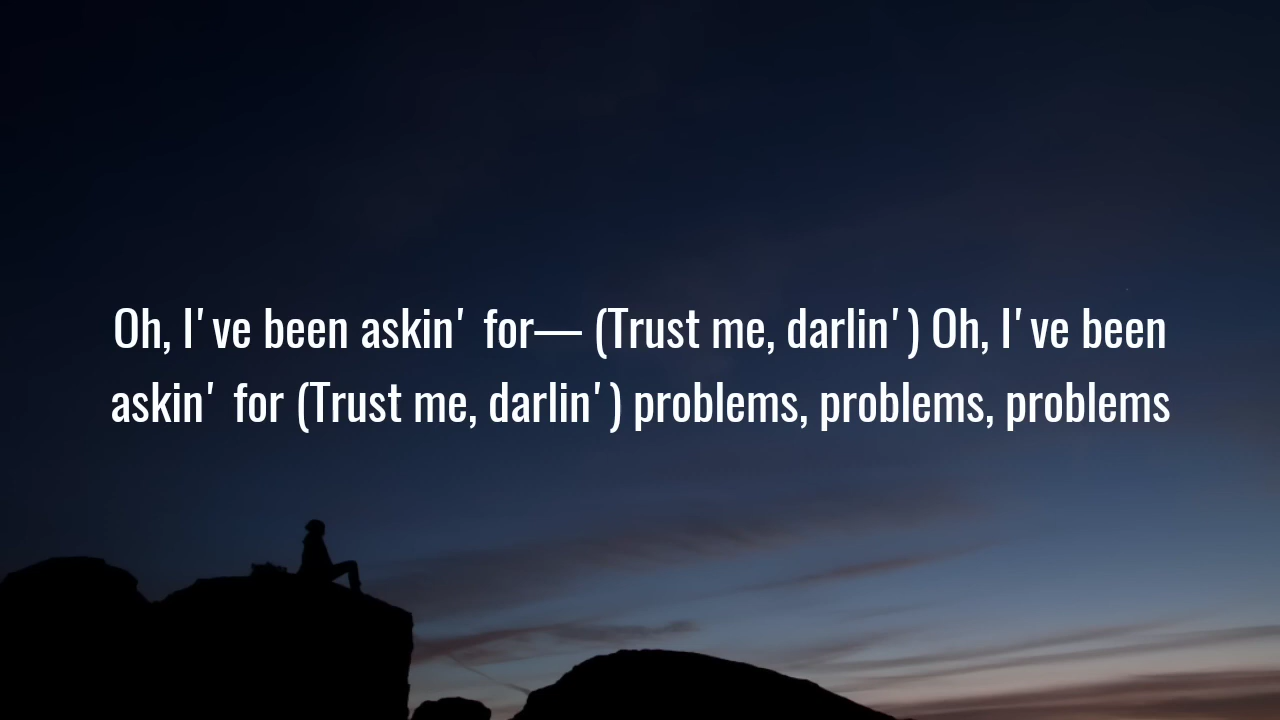 Oh, I've been askin' for— (Trust me, darlin') Oh, I've been
askin' for (Trust me, darlin') problems, problems, problems